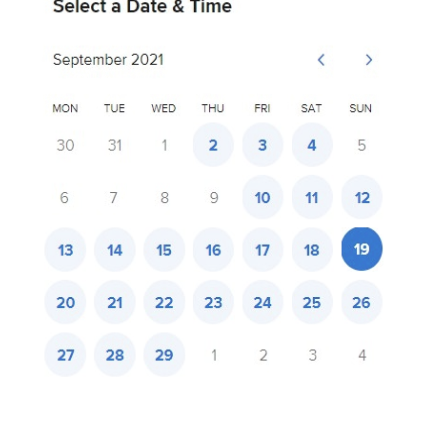 Select a Date & Time
September 2021
MON TUE WED THU FRI SAT SUN
30 31 1 2 3 4 5
6 7 8 9 10 11 12
13 14 15 16 17 18 19
20 21 22 23 24 25 26
27 28 29 1 2 3 4